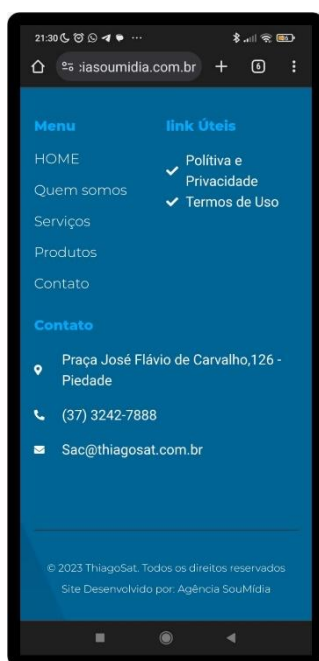 21:30
:iasoumidia.com.br
6
Menu
HOME
Quem somos
Serviços
Produtos
Contato
link Úteis
Polítiva e
Privacidade
Termos de Uso
Contato
Praça José Flávio de Carvalho,126 -
Piedade
(37) 3242-7888
Sac@thiagosat.com.br
© 2023 ThiagoSat. Todos os direitos reservados
Site Desenvolvido por: Agência SouMídia